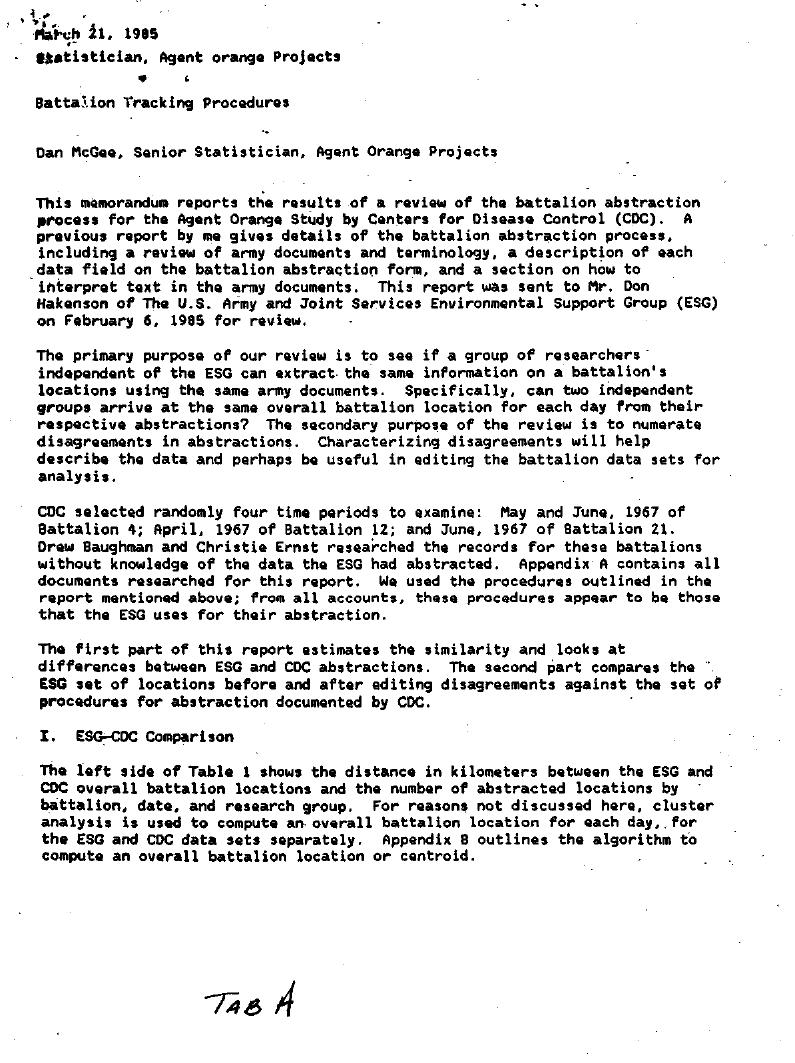 March 21, 1985
Statistician, Agent orange Projects
Battalion Tracking Procedures
Dan McGee, Senior Statistician, Agent Orange Projects
This memorandum reports the results of a review of the battalion abstraction
process for the Agent Orange Study by Centers for Disease Control (CDC). A
previous report by me gives details of the battalion abstraction process,
including a review of army documents and terminology, a description of each
data field on the battalion abstraction form, and a section on how to
interpret text in the army documents. This report was sent to Mr. Don
Hakenson of The U.S. Army and Joint Services Environmental Support Group (ESG)
on February 6, 1985 for review.
The primary purpose of our review is to see if a group of researchers
independent of the ESG can extract the same information on a battalion's
locations using the same army documents. Specifically, can two independent
groups arrive at the same overall battalion location for each day from their
respective abstractions? The secondary purpose of the review is to numerate
disagreements in abstractions. Characterizing disagreements will help
describe the data and perhaps be useful in editing the battalion data sets for
analysis.
CDC selected randomly four time periods to examine: May and June, 1967 of
Battalion 4; April, 1967 of Battalion 12; and June, 1967 of Battalion 21.
Drew Baughman and Christie Ernst researched the records for these battalions
without knowledge of the data the ESG had abstracted. Appendix A contains all
documents researched for this report. We used the procedures outlined in the
report mentioned above; from all accounts, these procedures appear to be those
that the ESG uses for their abstraction.
The first part of this report estimates the similarity and looks at
differences between ESG and CDC abstractions. The second part compares the
ESG set of locations before and after editing disagreements against the set of
procedures for abstraction documented by CDC.
I. ESG-CDC Comparison
The left side of Table 1 shows the distance in kilometers between the ESG and
CDC overall battalion locations and the number of abstracted locations by
battalion, date, and research group. For reasons not discussed here, cluster
analysis is used to compute an overall battalion location for each day, for
the ESG and CDC data sets separately. Appendix B outlines the algorithm to
compute an overall battalion location or centroid.
TAB A